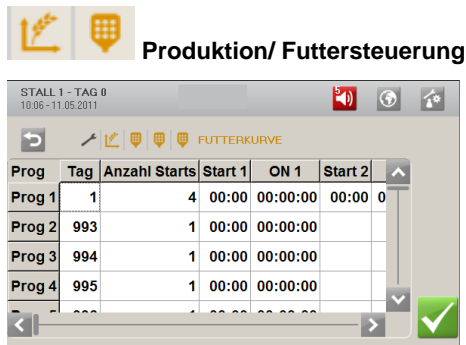 Produktion/ Futtersteuerung
STALL 1 - TAG 0
10:06 - 11.05.2011
5
FUTTERKURVE
Prog Tag Anzahl Starts Start 1 ON 1 Start 2
Prog 1 1 4 00:00 00:00:00 00:00 0
Prog 2 993 1 00:00 00:00:00
Prog 3 994 1 00:00 00:00:00
Prog 4 995 1 00:00 00:00:00